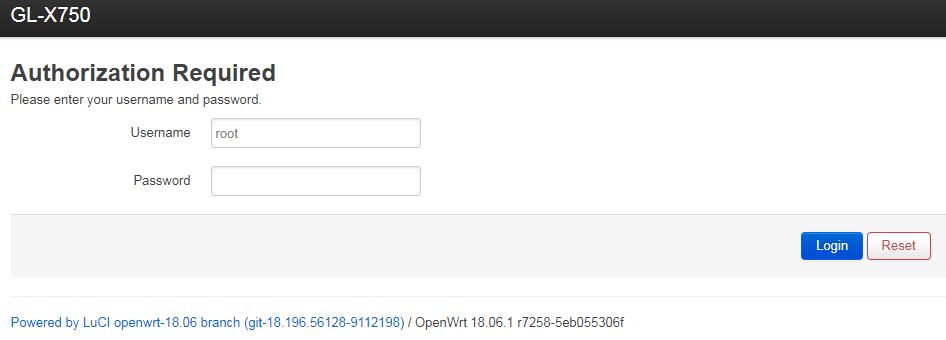 GL-X750
Authorization Required
Please enter your username and password.
Username root
Password
Login Reset
Powered by LuCI openwrt-18.06 branch (git-18.196.56128-9112198) / OpenWrt 18.06.1 r7258-5eb055306f